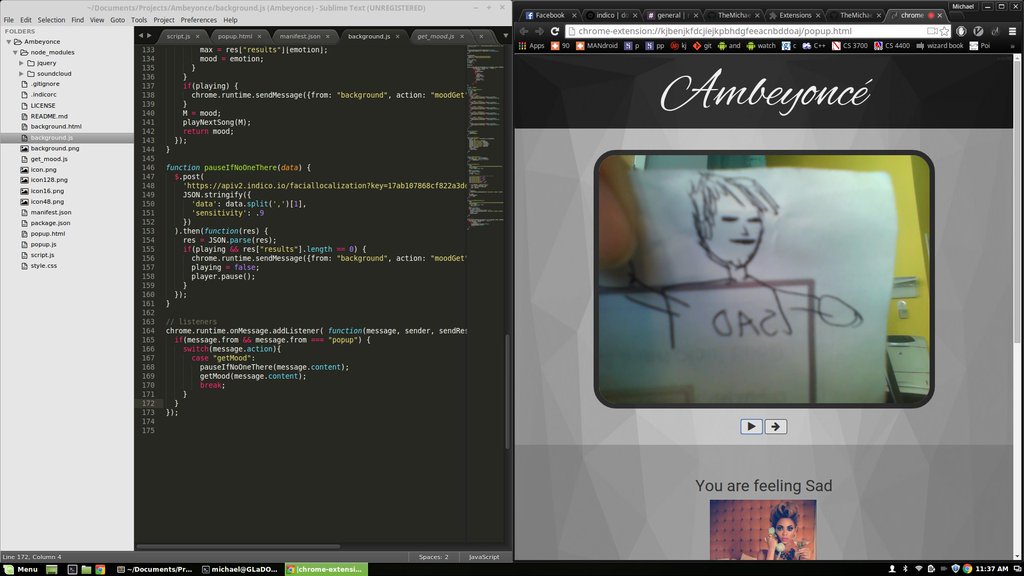 ~/Documents/Projects/Ambeyonce/background.js (Ambeyonce) - Sublime Text (UNREGISTERED)
File Edit Selection Find View Goto Tools Project Preferences Help
FOLDERS
Ambeyonce
node_modules
jquery
soundcloud
.gitignore
.indicorc
LICENSE
README.md
background.html
background.js
background.png
get_mood.js
icon.png
icon128.png
icon16.png
icon48.png
manifest.json
package.json
popup.html
popup.js
script.js
style.css
script.js popup.html manifest.json background.js get_mood.js
133 max = res["results"][emotion];
134 mood = emotion;
135 }
136 }
137 if(playing) {
138 chrome.runtime.sendMessage({from: "background", action: "moodGet'
139 }
140 M = mood;
141 playNextSong(M);
142 return mood;
143 });
144 }
145
146 function pauseIfNoOneThere(data) {
147 $.post(
148 'https://apiv2.indico.io/faciallocalization?key=17ab107868cf822a3d
149 JSON.stringify({
150 'data': data.split(',')[1],
151 'sensitivity': .9
152 })
153 ).then(function(res) {
154 res = JSON.parse(res);
155 if(playing && res["results"].length == 0) {
156 chrome.runtime.sendMessage({from: "background", action: "moodGet'
157 playing = false;
158 player.pause();
159 }
160 });
161 }
162
163 // listeners
164 chrome.runtime.onMessage.addListener( function(message, sender, sendRes
165 if(message.from && message.from === "popup") {
166 switch(message.action){
167 case "getMood":
168 pauseIfNoOneThere(message.content);
169 getMood(message.content);
170 break;
171 }
172 }
173 });
174
175
Line 172, Column 4 Spaces: 2 JavaScript
Michael
Facebook indico | do general | TheMichae Extensions TheMichae chrome
chrome-extension://kjbenjkfdcjiejkpbhdgfeeacnbddoaj/popup.html
Apps 90 MANdroid p pp kj git and watch c CS 3700 CS 4400 wizard book Poi
Ambeyoncé
SAD
You are feeling Sad
Menu ~/Documents/Pr... michael@GLaDO... [chrome-extensi... 11:37 AM